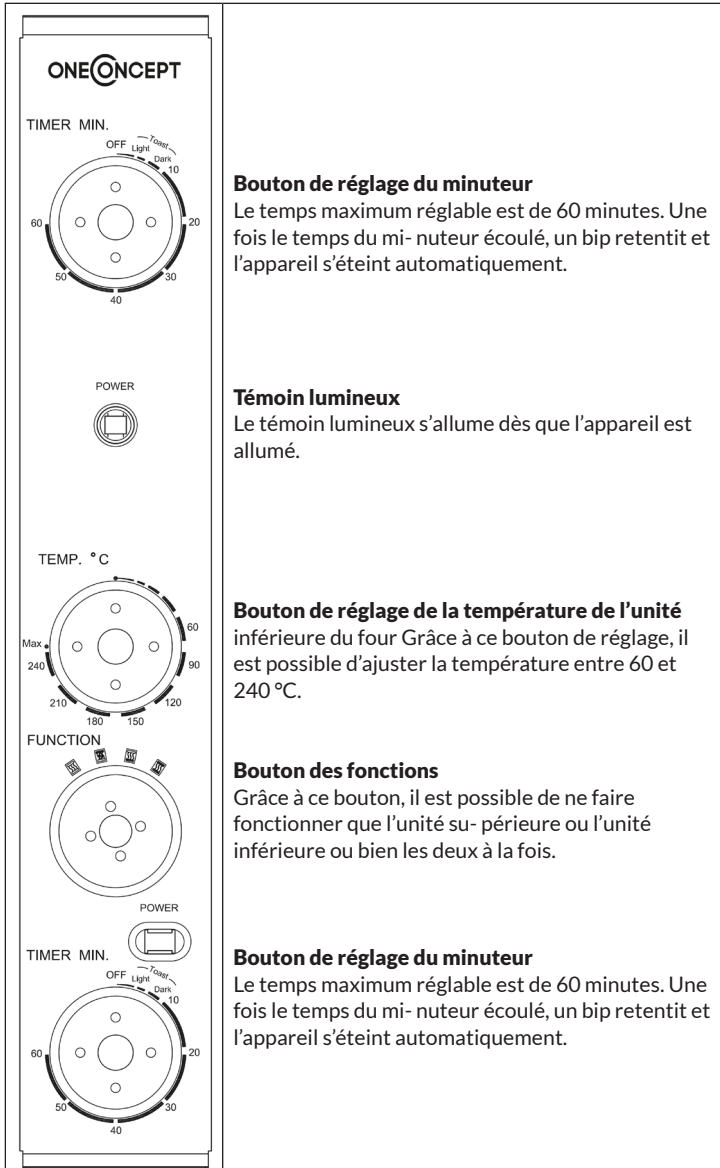 ONECONCEPT
TIMER MIN.
OFF
Light
Toast
Dark
10
20
30
40
50
60
Bouton de réglage du minuteur
Le temps maximum réglable est de 60 minutes. Une
fois le temps du mi- nuteur écoulé, un bip retentit et
l’appareil s’éteint automatiquement.
POWER
Témoin lumineux
Le témoin lumineux s’allume dès que l’appareil est
allumé.
TEMP. °C
60
90
120
150
180
210
240
Max
Bouton de réglage de la température de l’unité
inférieure du four Grâce à ce bouton de réglage, il
est possible d’ajuster la température entre 60 et
240 °C.
FUNCTION
Bouton des fonctions
Grâce à ce bouton, il est possible de ne faire
fonctionner que l’unité su- périeure ou l’unité
inférieure ou bien les deux à la fois.
POWER
TIMER MIN.
OFF
Light
Toast
Dark
10
20
30
40
50
60
Bouton de réglage du minuteur
Le temps maximum réglable est de 60 minutes. Une
fois le temps du mi- nuteur écoulé, un bip retentit et
l’appareil s’éteint automatiquement.